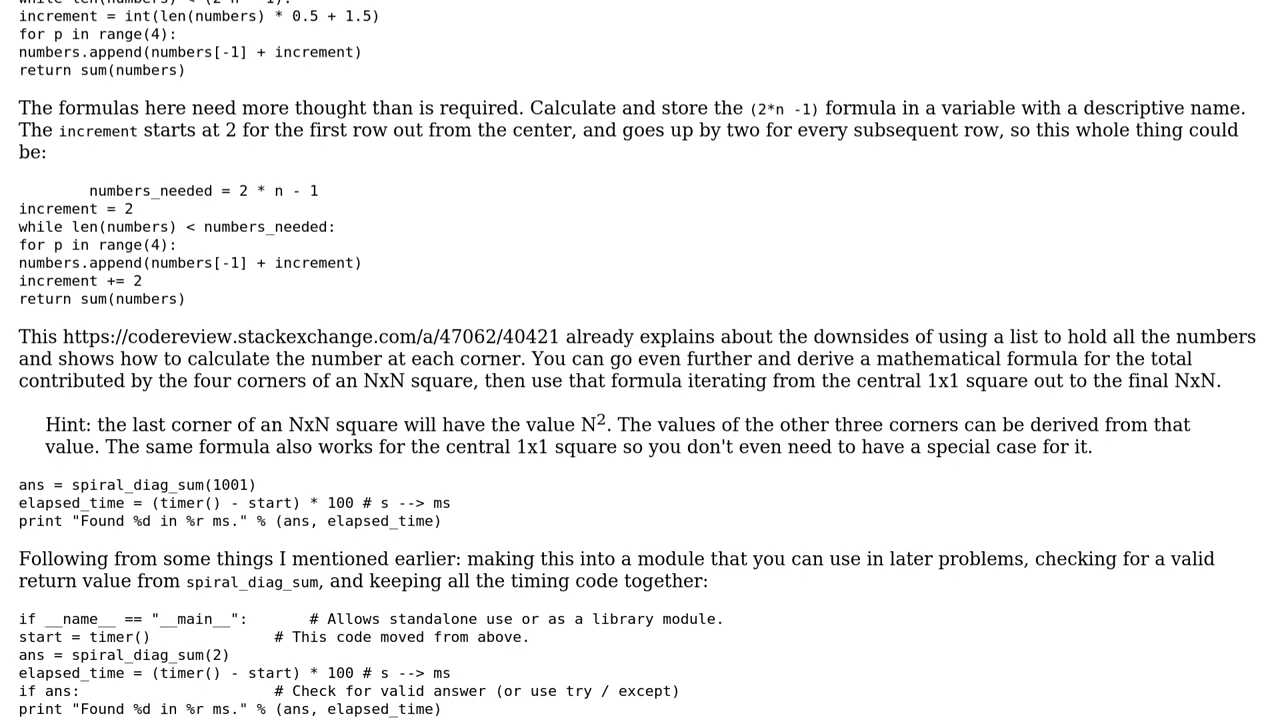 while len(numbers) < (2*n - 1):
increment = int(len(numbers) * 0.5 + 1.5)
for p in range(4):
numbers.append(numbers[-1] + increment)
return sum(numbers)
The formulas here need more thought than is required. Calculate and store the (2*n -1) formula in a variable with a descriptive name.
The increment starts at 2 for the first row out from the center, and goes up by two for every subsequent row, so this whole thing could
be:
numbers_needed = 2 * n - 1
increment = 2
while len(numbers) < numbers_needed:
for p in range(4):
numbers.append(numbers[-1] + increment)
increment += 2
return sum(numbers)
This https://codereview.stackexchange.com/a/47062/40421 already explains about the downsides of using a list to hold all the numbers
and shows how to calculate the number at each corner. You can go even further and derive a mathematical formula for the total
contributed by the four corners of an NxN square, then use that formula iterating from the central 1x1 square out to the final NxN.
Hint: the last corner of an NxN square will have the value N². The values of the other three corners can be derived from that
value. The same formula also works for the central 1x1 square so you don't even need to have a special case for it.
ans = spiral_diag_sum(1001)
elapsed_time = (timer() - start) * 100 # s --> ms
print "Found %d in %r ms." % (ans, elapsed_time)
Following from some things I mentioned earlier: making this into a module that you can use in later problems, checking for a valid
return value from spiral_diag_sum, and keeping all the timing code together:
if __name__ == "__main__": # Allows standalone use or as a library module.
start = timer() # This code moved from above.
ans = spiral_diag_sum(2)
elapsed_time = (timer() - start) * 100 # s --> ms
if ans: # Check for valid answer (or use try / except)
print "Found %d in %r ms." % (ans, elapsed_time)